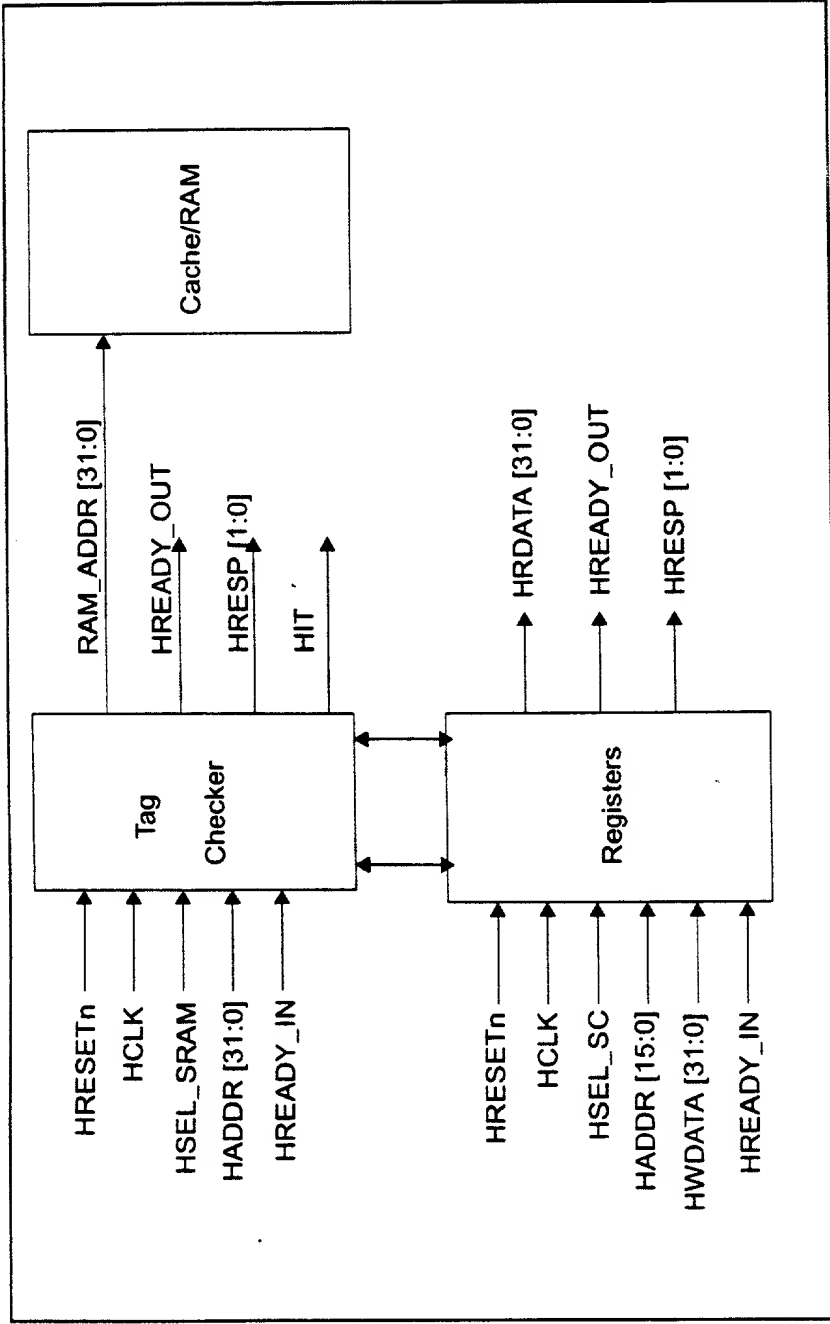 HRESETn
HCLK
HSEL_SRAM
HADDR [31:0]
HREADY_IN
Tag
Checker
RAM_ADDR [31:0]
HREADY_OUT
HRESP [1:0]
HIT
Cache/RAM
HRESETn
HCLK
HSEL_SC
HADDR [15:0]
HWDATA [31:0]
HREADY_IN
Registers
HRDATA [31:0]
HREADY_OUT
HRESP [1:0]